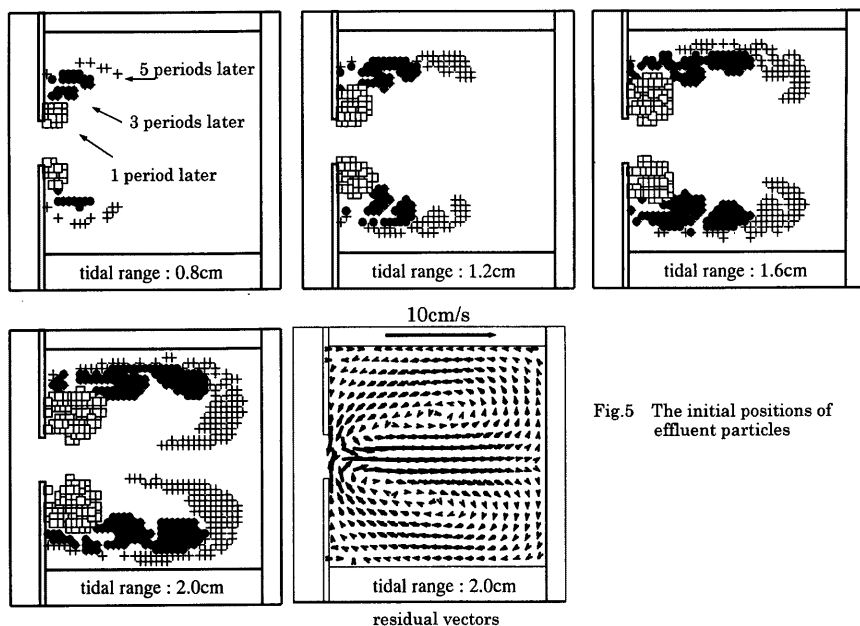 5 periods later
3 periods later
1 period later
tidal range : 0.8cm
tidal range : 1.2cm
tidal range : 1.6cm
10cm/s
tidal range : 2.0cm
tidal range : 2.0cm
residual vectors
Fig.5 The initial positions of
effluent particles